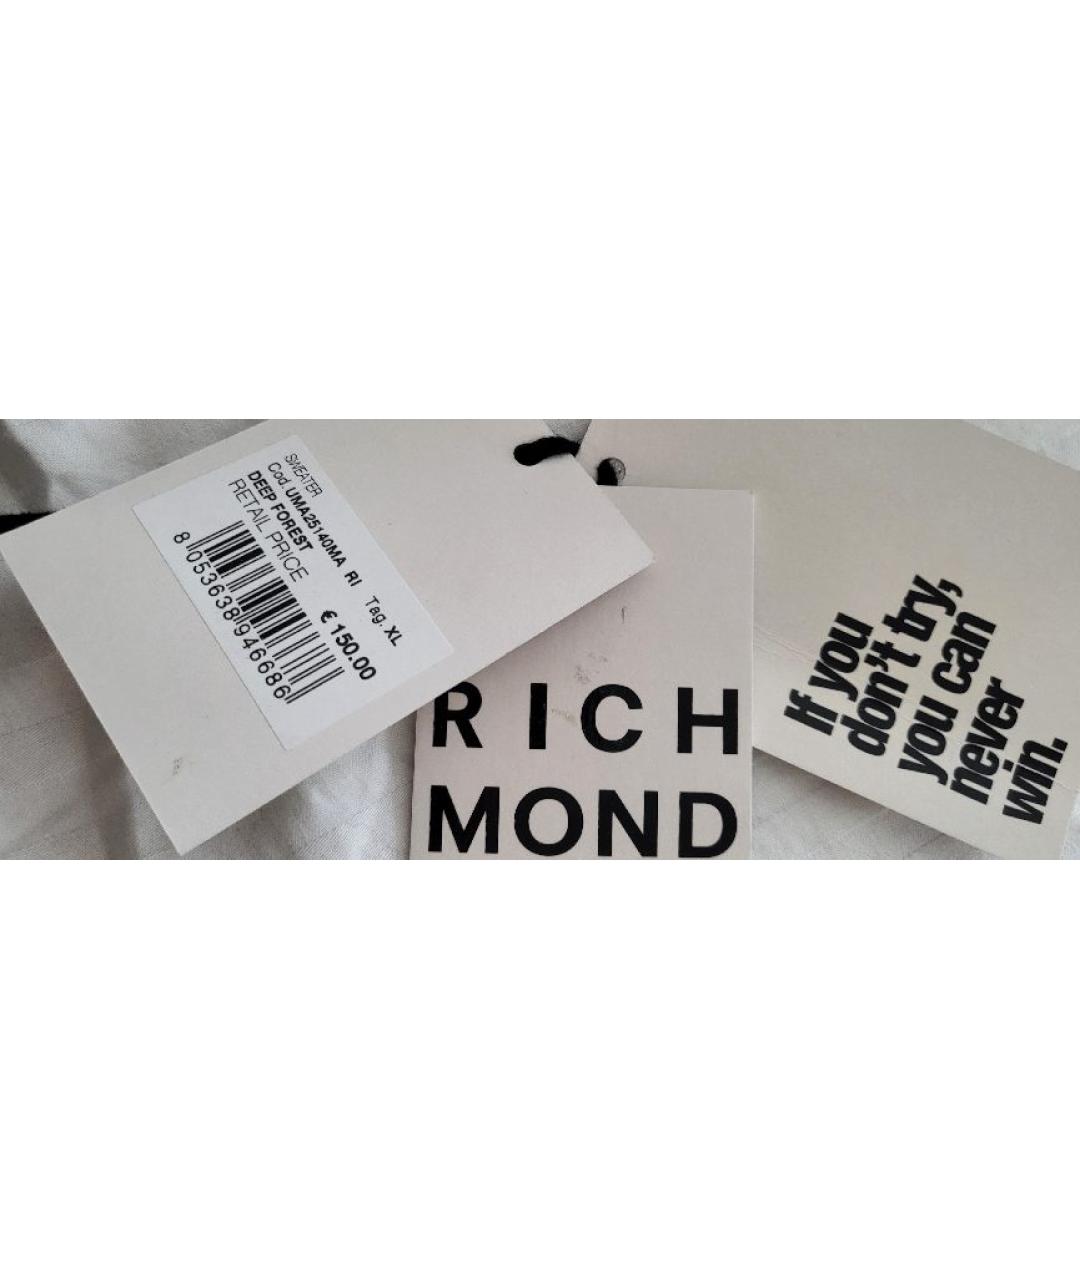 SWEATER
Cod. UMA25140MA RI Tag. XL
DEEP FOREST
RETAIL PRICE € 150.00
8 053638 946686
RICH
MOND
If you
don't try,
you can
never
win.